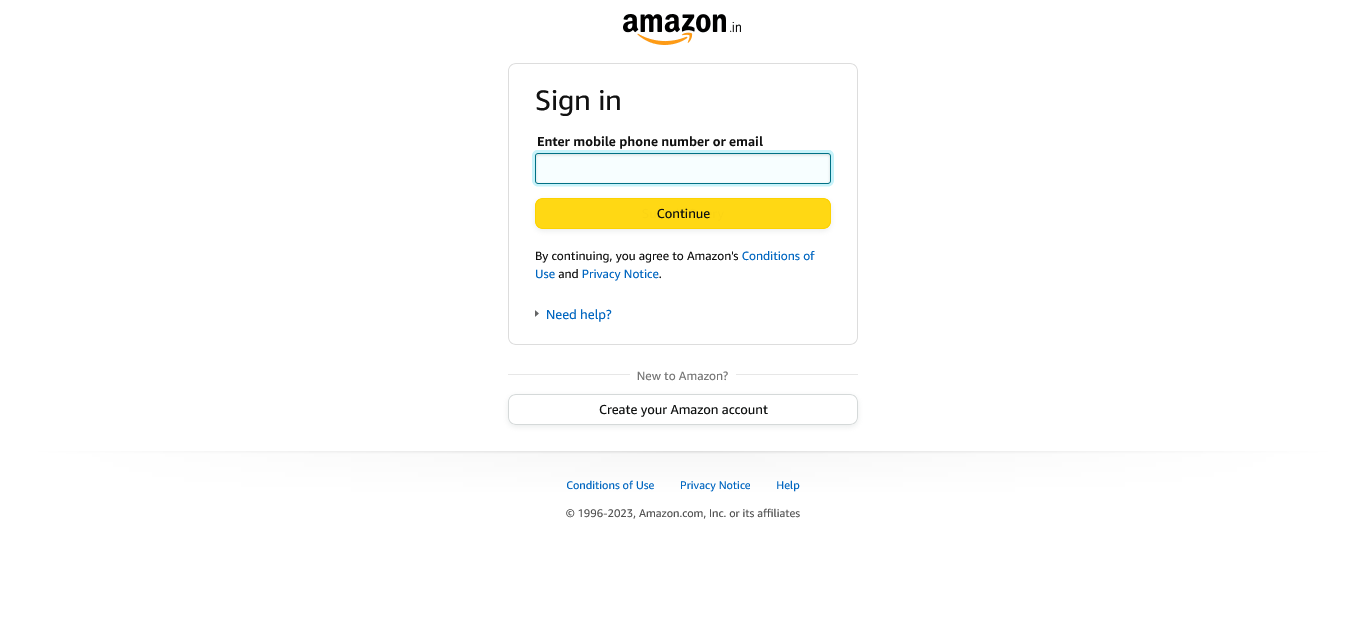 amazon.in
Sign in
Enter mobile phone number or email
Continue
By continuing, you agree to Amazon's Conditions of
Use and Privacy Notice.
Need help?
New to Amazon?
Create your Amazon account
Conditions of Use Privacy Notice Help
© 1996-2023, Amazon.com, Inc. or its affiliates